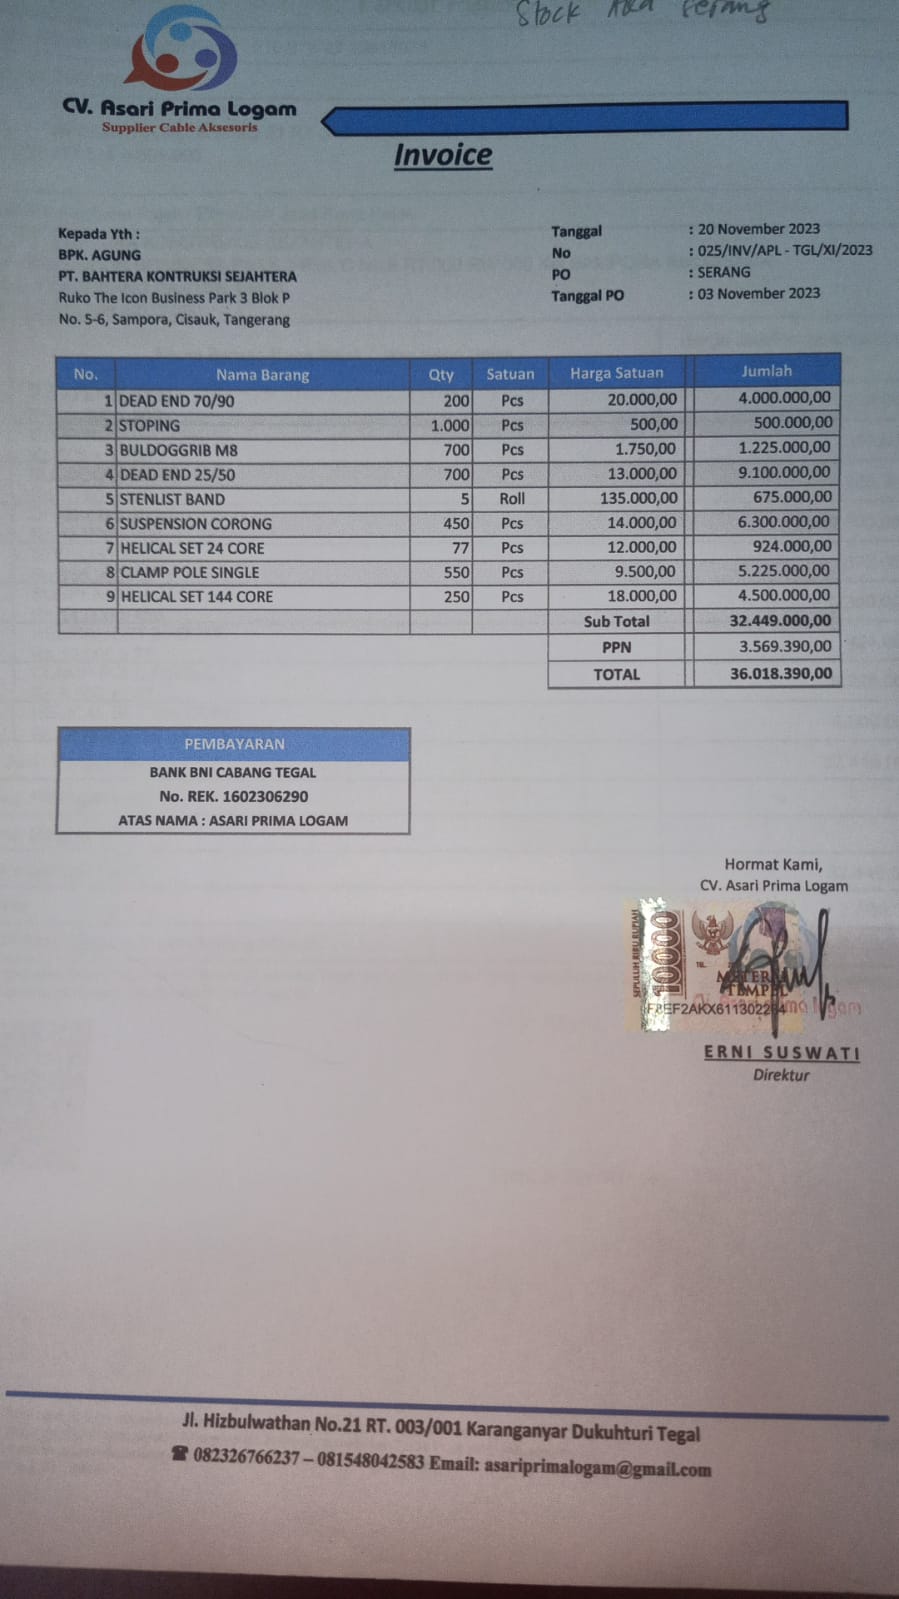 Stock Serang
CV. Asari Prima Logam
Supplier Cable Aksesoris
Invoice
Kepada Yth :
BPK. AGUNG
PT. BAHTERA KONTRUKSI SEJAHTERA
Ruko The Icon Business Park 3 Blok P
No. 5-6, Sampora, Cisauk, Tangerang
Tanggal : 20 November 2023
No : 025/INV/APL - TGL/XI/2023
PO : SERANG
Tanggal PO : 03 November 2023
No. Nama Barang Qty Satuan Harga Satuan Jumlah
1 DEAD END 70/90 200 Pcs 20.000,00 4.000.000,00
2 STOPING 1.000 Pcs 500,00 500.000,00
3 BULDOGGRIB M8 700 Pcs 1.750,00 1.225.000,00
4 DEAD END 25/50 700 Pcs 13.000,00 9.100.000,00
5 STENLIST BAND 5 Roll 135.000,00 675.000,00
6 SUSPENSION CORONG 450 Pcs 14.000,00 6.300.000,00
7 HELICAL SET 24 CORE 77 Pcs 12.000,00 924.000,00
8 CLAMP POLE SINGLE 550 Pcs 9.500,00 5.225.000,00
9 HELICAL SET 144 CORE 250 Pcs 18.000,00 4.500.000,00
Sub Total 32.449.000,00
PPN 3.569.390,00
TOTAL 36.018.390,00
PEMBAYARAN
BANK BNI CABANG TEGAL
No. REK. 1602306290
ATAS NAMA : ASARI PRIMA LOGAM
Hormat Kami,
CV. Asari Prima Logam
SEPULUH RIBU RUPIAH
10000
TEMPEL
ERNI SUSWATI
Direktur
Jl. Hizbulwathan No.21 RT. 003/001 Karanganyar Dukuhturi Tegal
☎ 082326766237 – 081548042583 Email: asariprimalogam@gmail.com